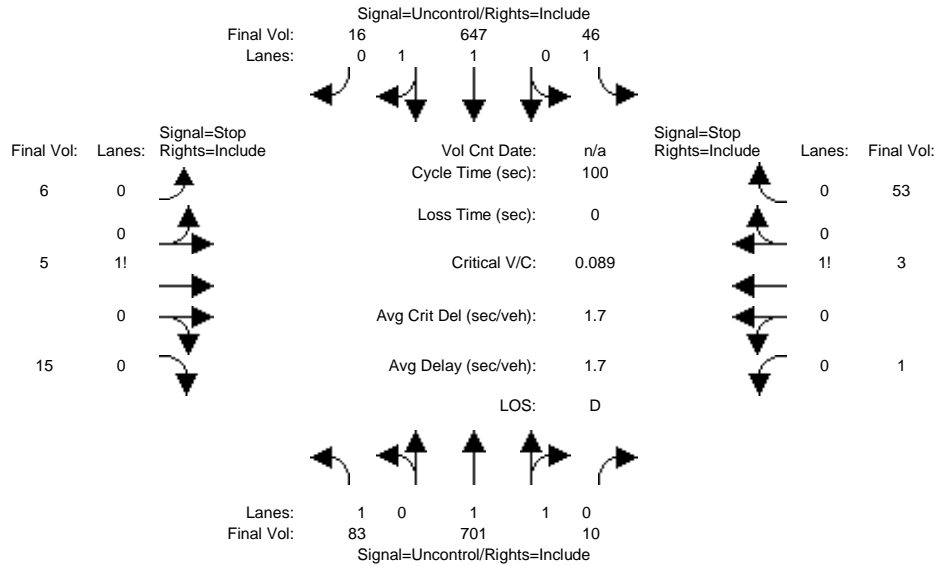 Signal=Uncontrol/Rights=Include
Final Vol: 16 647 46
Lanes: 0 1 1 0 1
Signal=Stop Signal=Stop
Final Vol: Lanes: Rights=Include Vol Cnt Date: n/a Rights=Include Lanes: Final Vol:
Cycle Time (sec): 100
6 0 0 53
Loss Time (sec): 0
0 0
5 1! Critical V/C: 0.089 1! 3
0 Avg Crit Del (sec/veh): 1.7 0
15 0 Avg Delay (sec/veh): 1.7 0 1
LOS: D
Lanes: 1 0 1 1 0
Final Vol: 83 701 10
Signal=Uncontrol/Rights=Include